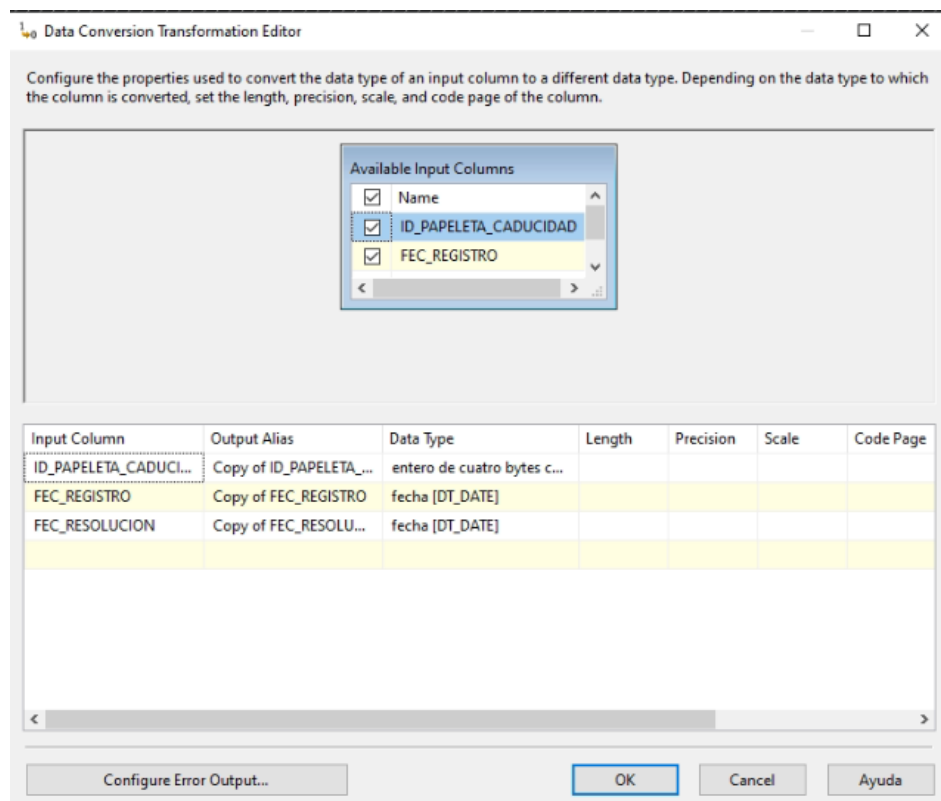 Data Conversion Transformation Editor
Configure the properties used to convert the data type of an input column to a different data type. Depending on the data type to which
the column is converted, set the length, precision, scale, and code page of the column.
Available Input Columns
Name
ID_PAPELETA_CADUCIDAD
FEC_REGISTRO
Input Column Output Alias Data Type Length Precision Scale Code Page
ID_PAPELETA_CADUCI... Copy of ID_PAPELETA_... entero de cuatro bytes c...
FEC_REGISTRO Copy of FEC_REGISTRO fecha [DT_DATE]
FEC_RESOLUCION Copy of FEC_RESOLU... fecha [DT_DATE]
Configure Error Output... OK Cancel Ayuda